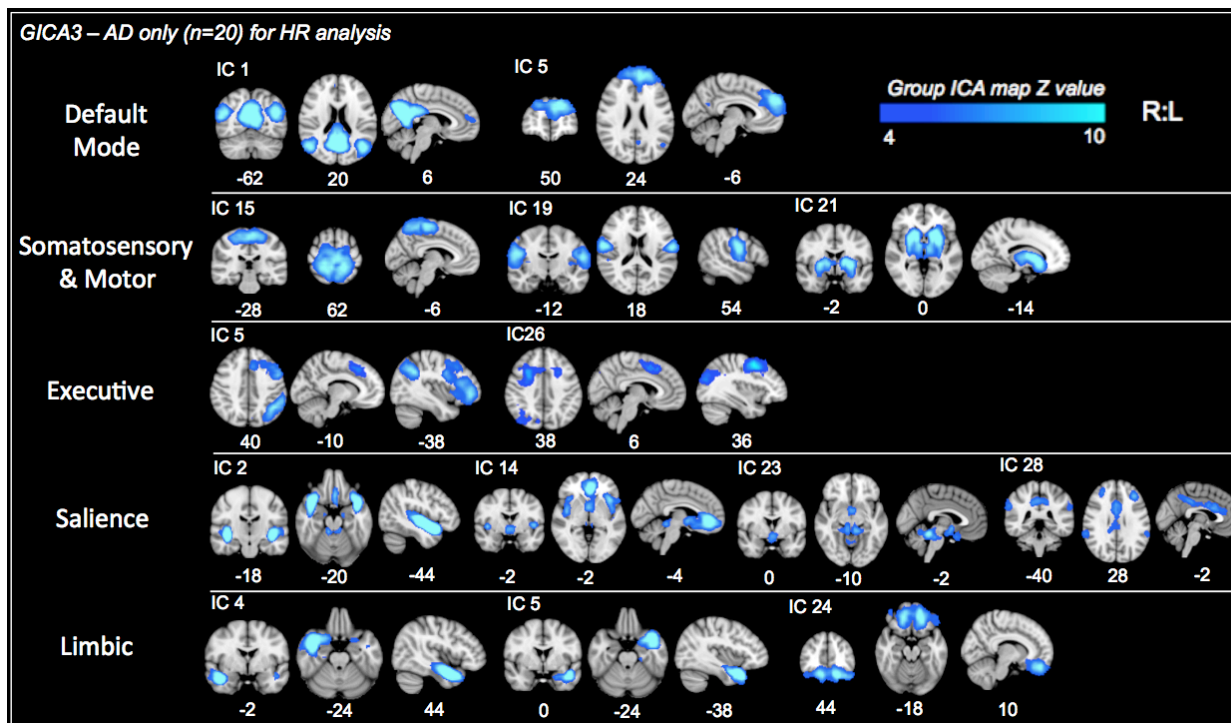 GICA3 – AD only (n=20) for HR analysis
Group ICA map Z value
4 10
R:L
Default
Mode
IC 1 IC 5
-62 20 6 50 24 -6
Somatosensory
& Motor
IC 15 IC 19 IC 21
-28 62 -6 -12 18 54 -2 0 -14
Executive
IC 5 IC26
40 -10 -38 38 6 36
Salience
IC 2 IC 14 IC 23 IC 28
-18 -20 -44 -2 -2 -4 0 -10 -2 -40 28 -2
Limbic
IC 4 IC 5 IC 24
-2 -24 44 0 -24 -38 44 -18 10